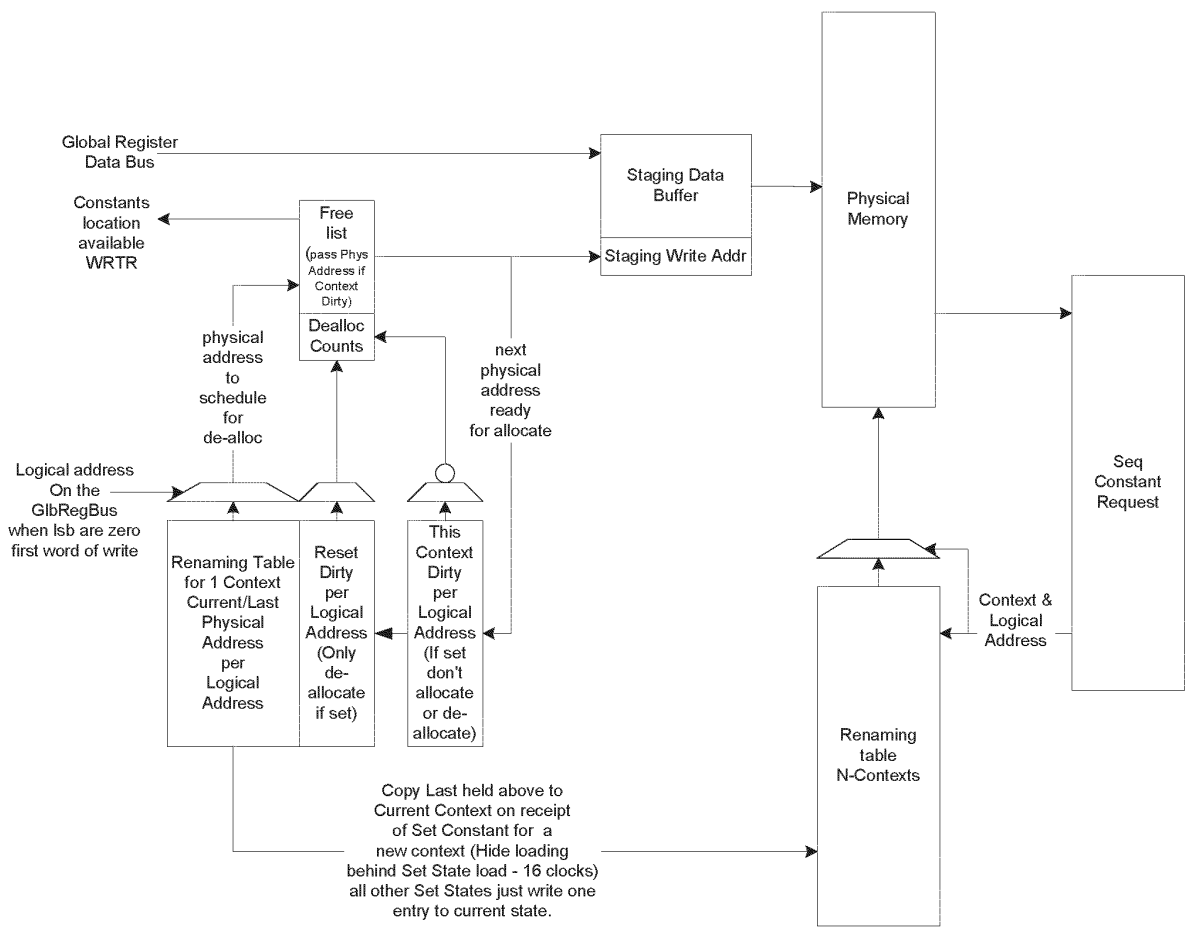 Global Register
Data Bus
Constants
location
available
WRTR
Free
list
(pass Phys
Address if
Context
Dirty)
Dealloc
Counts
Staging Data
Buffer
Staging Write Addr
Physical
Memory
physical
address
to
schedule
for
de-alloc
next
physical
address
ready
for allocate
Logical address
On the
GlbRegBus
when lsb are zero
first word of write
Renaming Table
for 1 Context
Current/Last
Physical
Address
per
Logical
Address
Reset
Dirty
per
Logical
Address
(Only
de-
allocate
if set)
This
Context
Dirty
per
Logical
Address
(If set
don't
allocate
or de-
allocate)
Seq
Constant
Request
Context &
Logical
Address
Renaming
table
N-Contexts
Copy Last held above to
Current Context on receipt
of Set Constant for a
new context (Hide loading
behind Set State load - 16 clocks)
all other Set States just write one
entry to current state.